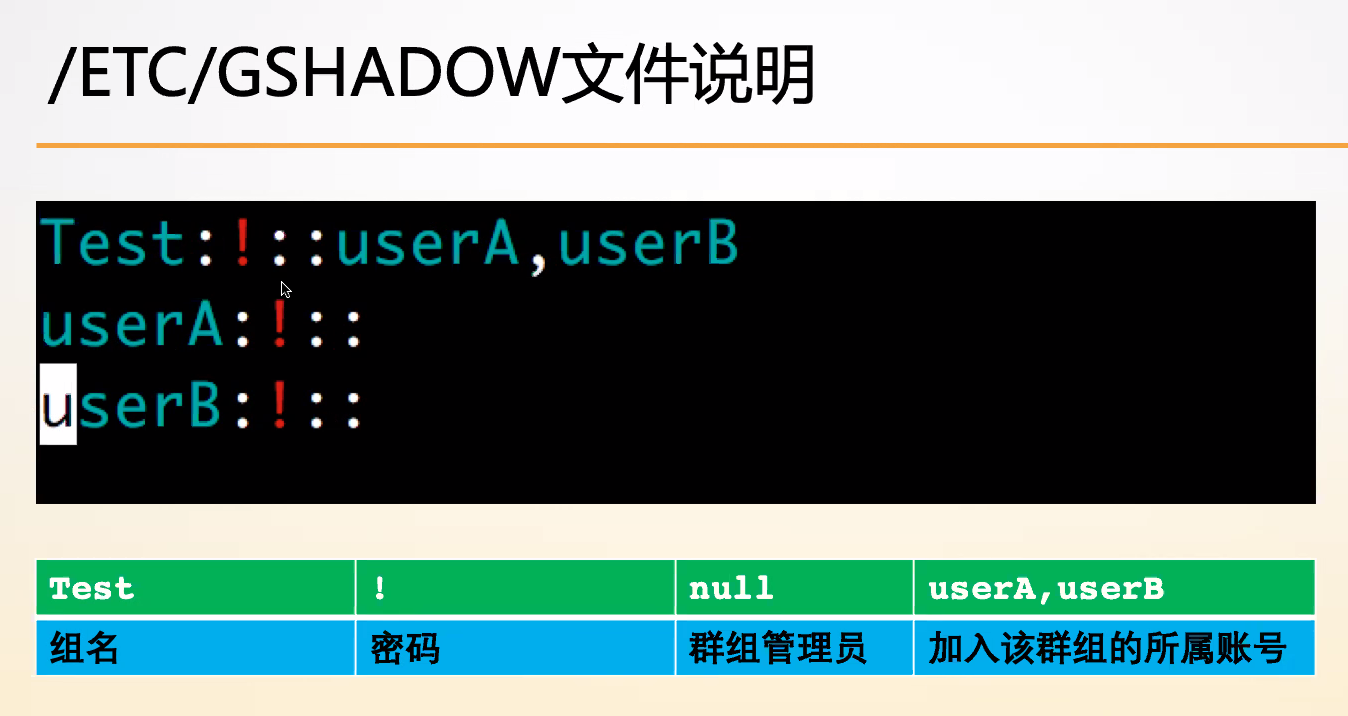 /ETC/GSHADOW文件说明
Test:!::userA,userB
userA:!::
userB:!::
Test ! null userA,userB
组名 密码 群组管理员 加入该群组的所属账号